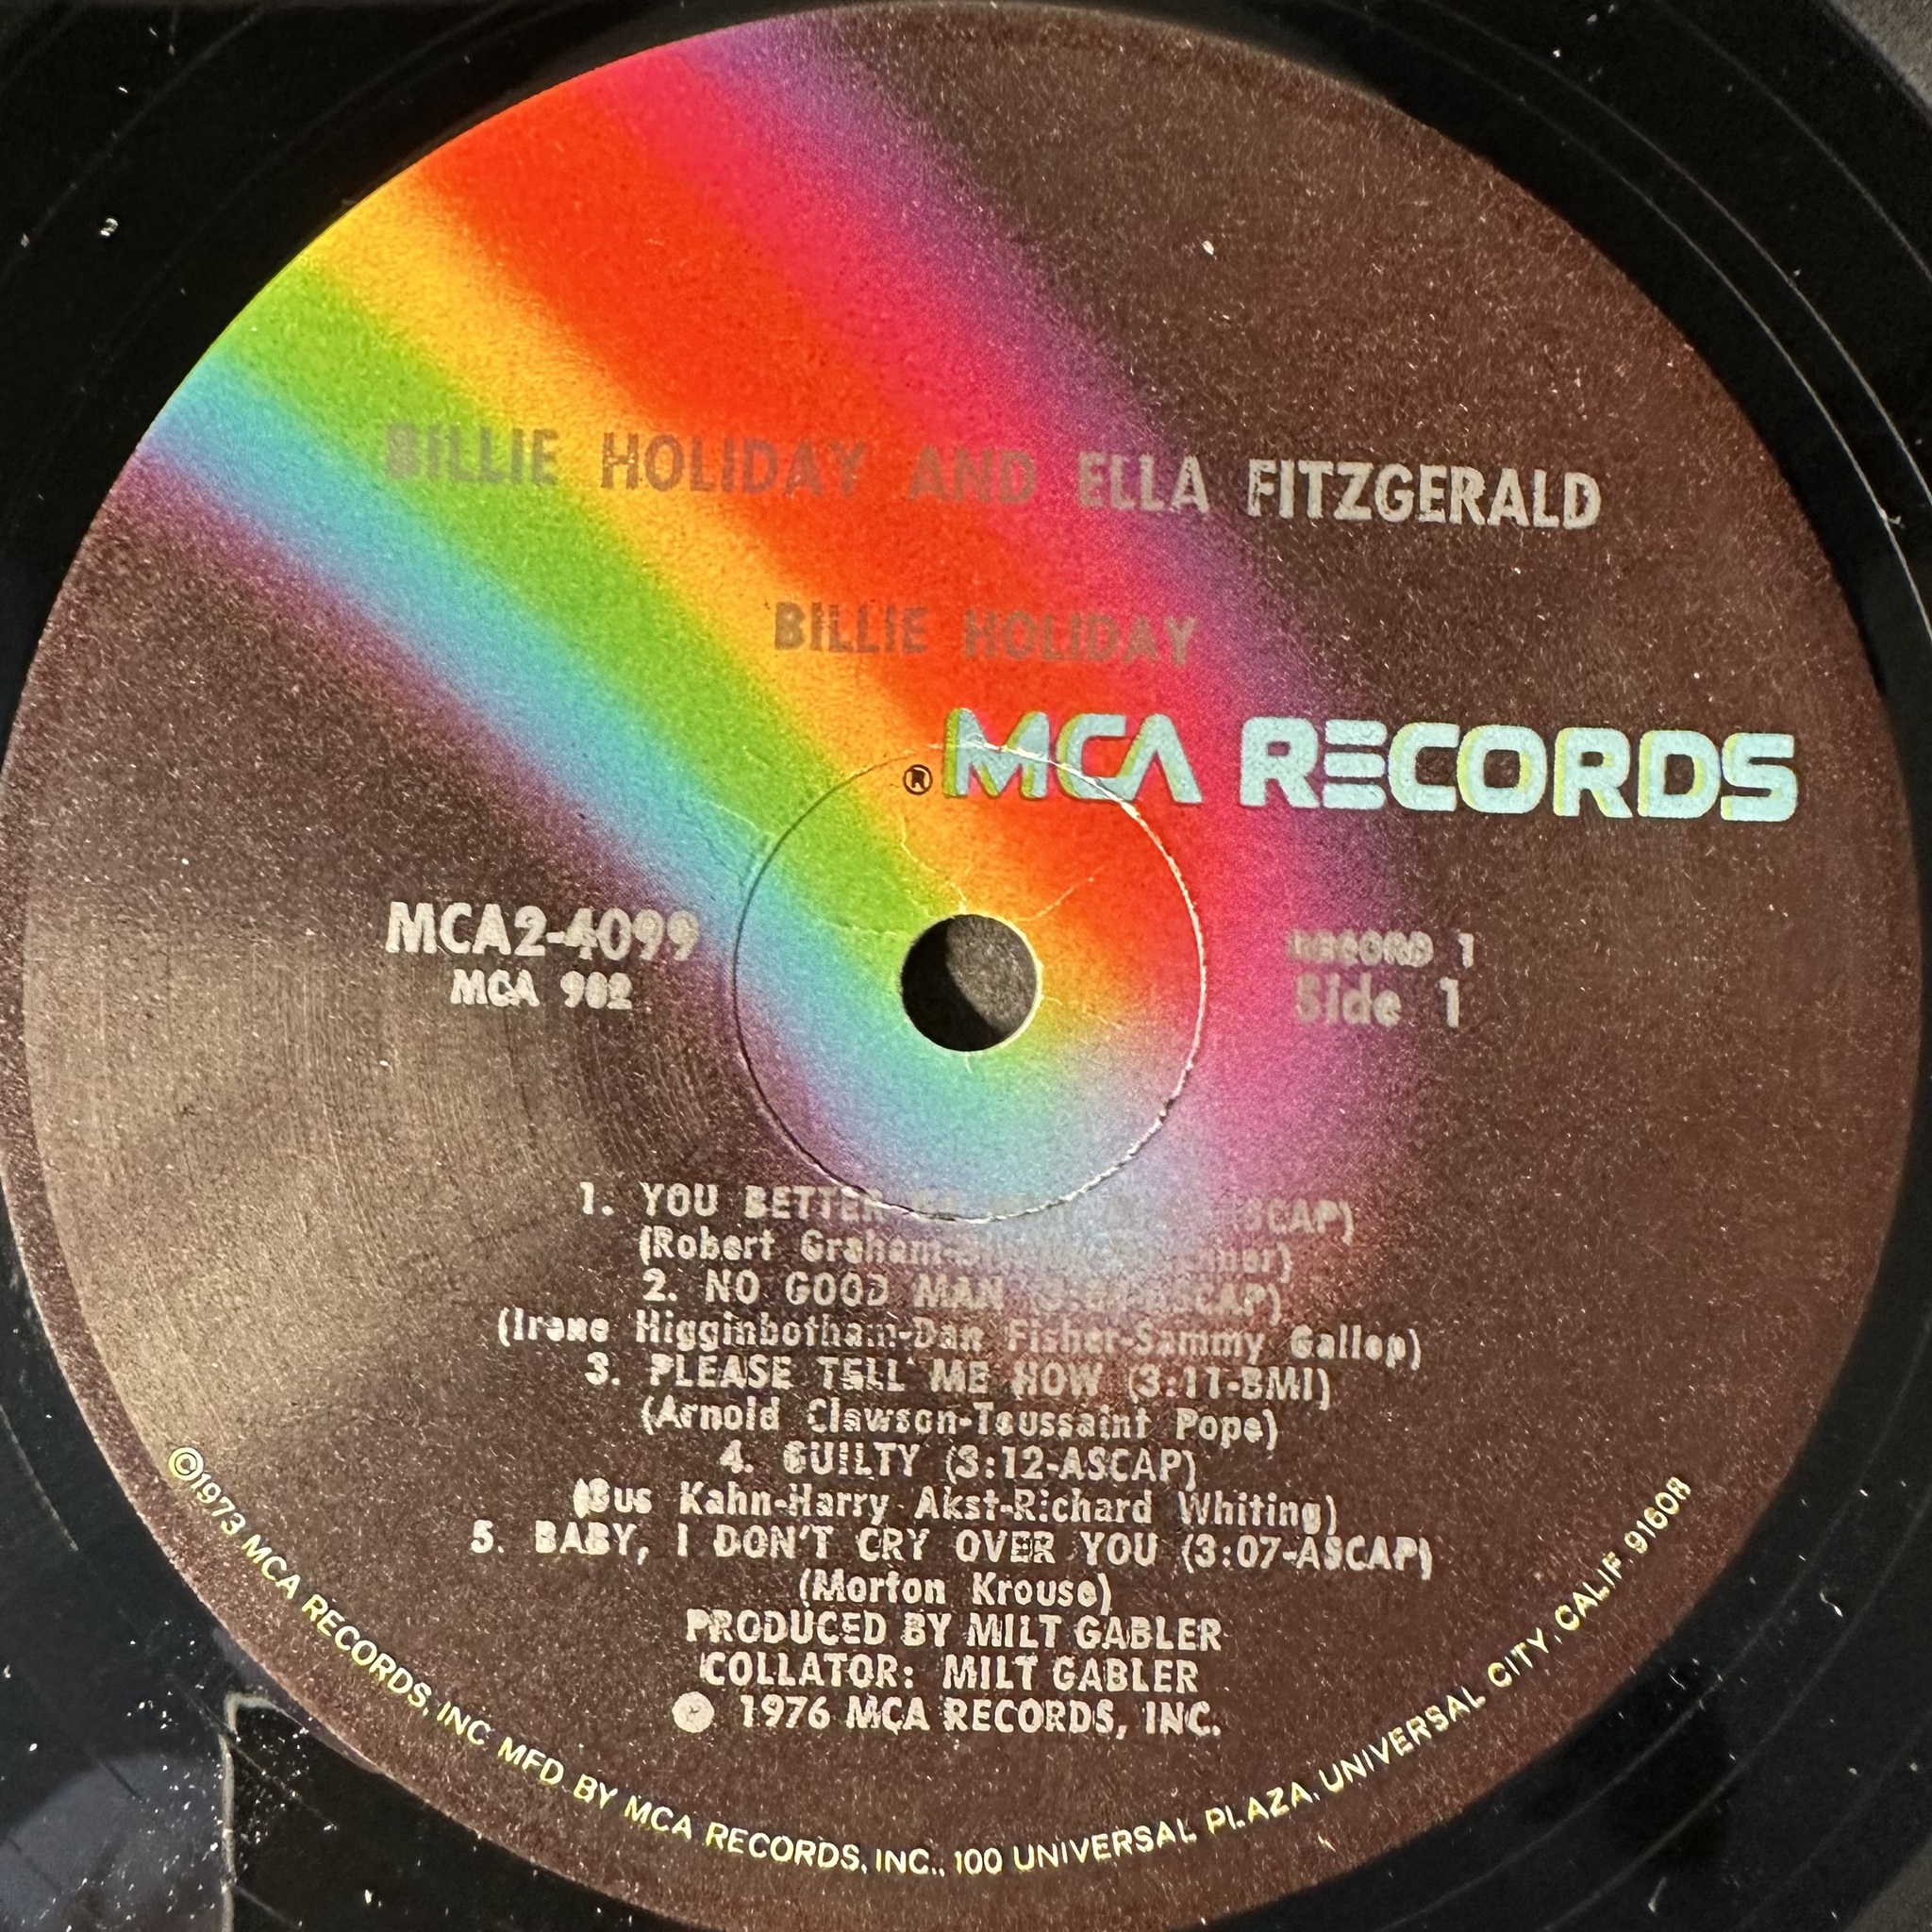 BILLIE HOLIDAY AND ELLA FITZGERALD
BILLIE HOLIDAY
® MCA RECORDS
MCA2-4099
MCA 902
RECORD 1
Side 1
1. YOU BETTER ASCAP)
(Robert Graham-
2. NO GOOD MAN ASCAP)
(Irene Higginbotham-Dan Fisher-Sammy Gallop)
3. PLEASE TELL ME NOW (3:11-BMI)
(Arnold Clawson-Toussaint Pope)
4. GUILTY (3:12-ASCAP)
(Gus Kahn-Harry Akst-Richard Whiting)
5. BABY, I DON'T CRY OVER YOU (3:07-ASCAP)
(Morton Krouse)
PRODUCED BY MILT GABLER
COLLATOR: MILT GABLER
℗ 1976 MCA RECORDS, INC.
©1973 MCA RECORDS, INC MFD BY MCA RECORDS, INC., 100 UNIVERSAL PLAZA, UNIVERSAL CITY, CALIF 91608